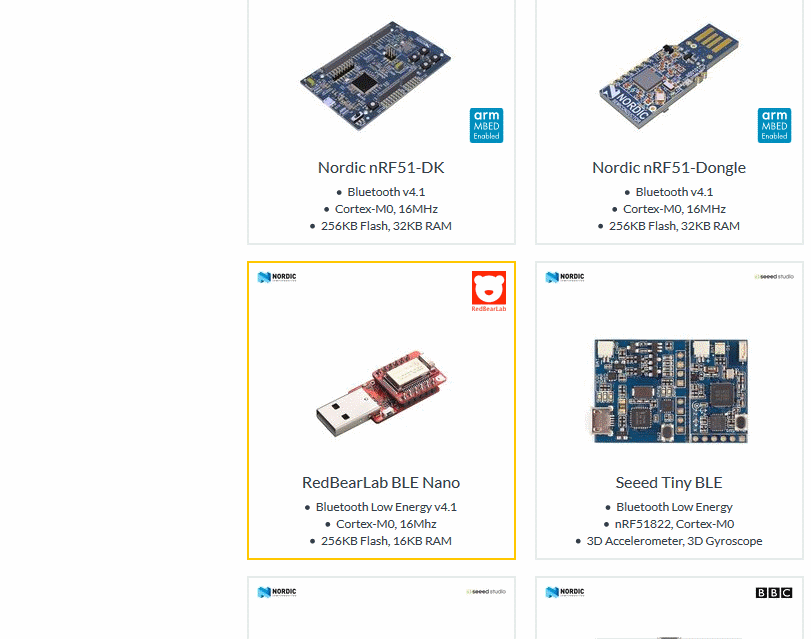 arm
MBED
Enabled
Nordic nRF51-DK
Bluetooth v4.1
Cortex-M0, 16MHz
256KB Flash, 32KB RAM
NORDIC
arm
MBED
Enabled
Nordic nRF51-Dongle
Bluetooth v4.1
Cortex-M0, 16MHz
256KB Flash, 32KB RAM
NORDIC
RedBearLab
RedBearLab BLE Nano
Bluetooth Low Energy v4.1
Cortex-M0, 16Mhz
256KB Flash, 16KB RAM
NORDIC
seeed studio
Seeed Tiny BLE
Bluetooth Low Energy
nRF51822, Cortex-M0
3D Accelerometer, 3D Gyroscope
NORDIC
seeed studio
NORDIC
BBC